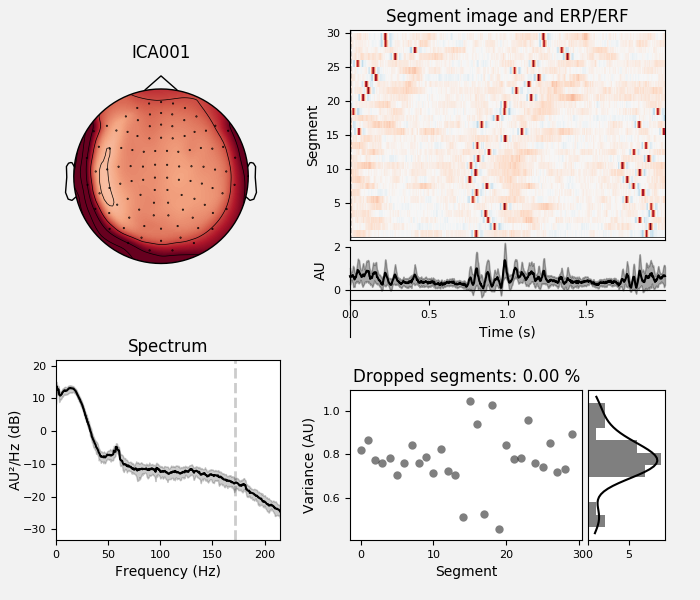 ICA001
Segment image and ERP/ERF
Segment
30
25
20
15
10
5
AU
2
0
0.0 0.5 1.0 1.5
Time (s)
Spectrum
AU²/Hz (dB)
20
10
0
−10
−20
−30
0 50 100 150 200
Frequency (Hz)
Dropped segments: 0.00 %
Variance (AU)
1.0
0.8
0.6
0 10 20 30
Segment
0 5